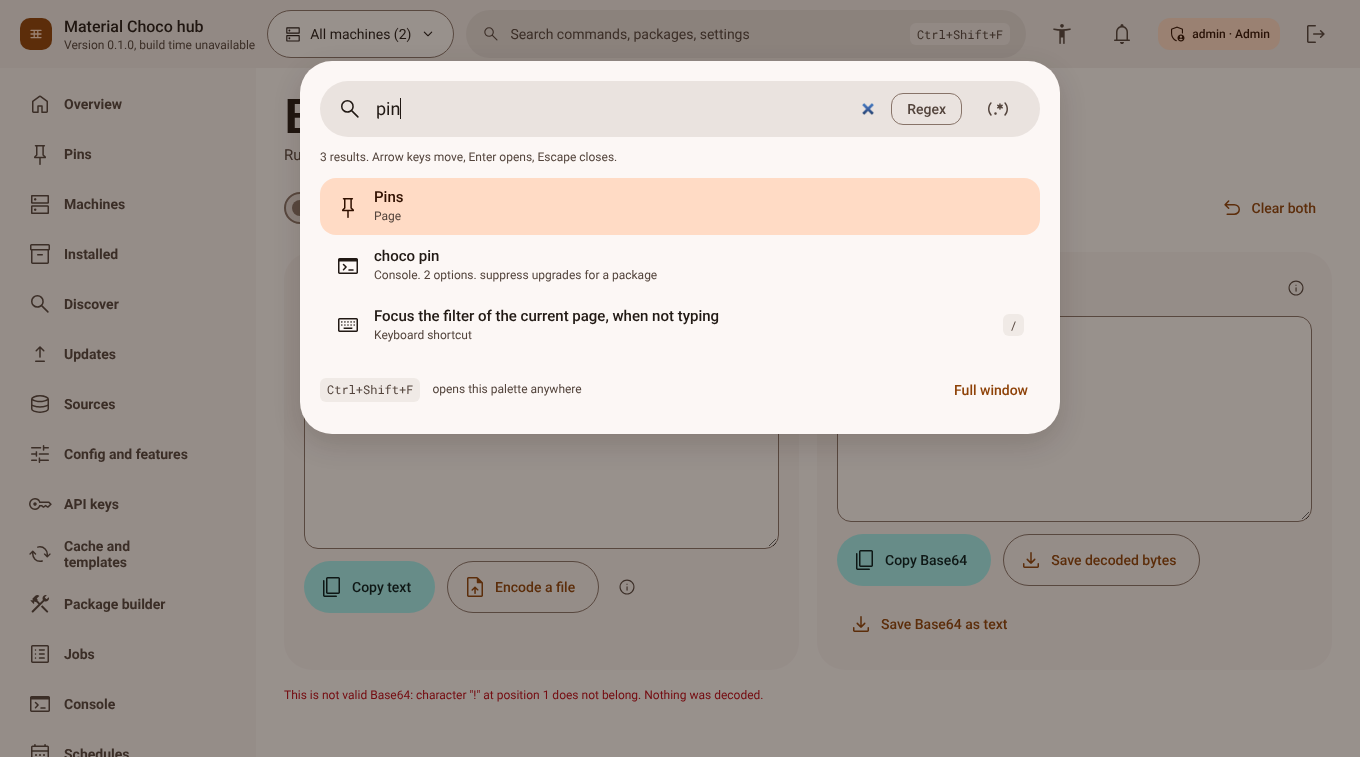 Material Choco hub
Version 0.1.0, build time unavailable
All machines (2)
Search commands, packages, settings
Ctrl+Shift+F
admin · Admin
pin
Regex
(.*)
3 results. Arrow keys move, Enter opens, Escape closes.
Pins
Page
choco pin
Console. 2 options. suppress upgrades for a package
Focus the filter of the current page, when not typing
Keyboard shortcut
/
Ctrl+Shift+F
opens this palette anywhere
Full window
Overview
Pins
Machines
Installed
Discover
Updates
Sources
Config and features
API keys
Cache and
templates
Package builder
Jobs
Console
Schedules
Clear both
Copy text
Encode a file
Copy Base64
Save decoded bytes
Save Base64 as text
This is not valid Base64: character "!" at position 1 does not belong. Nothing was decoded.